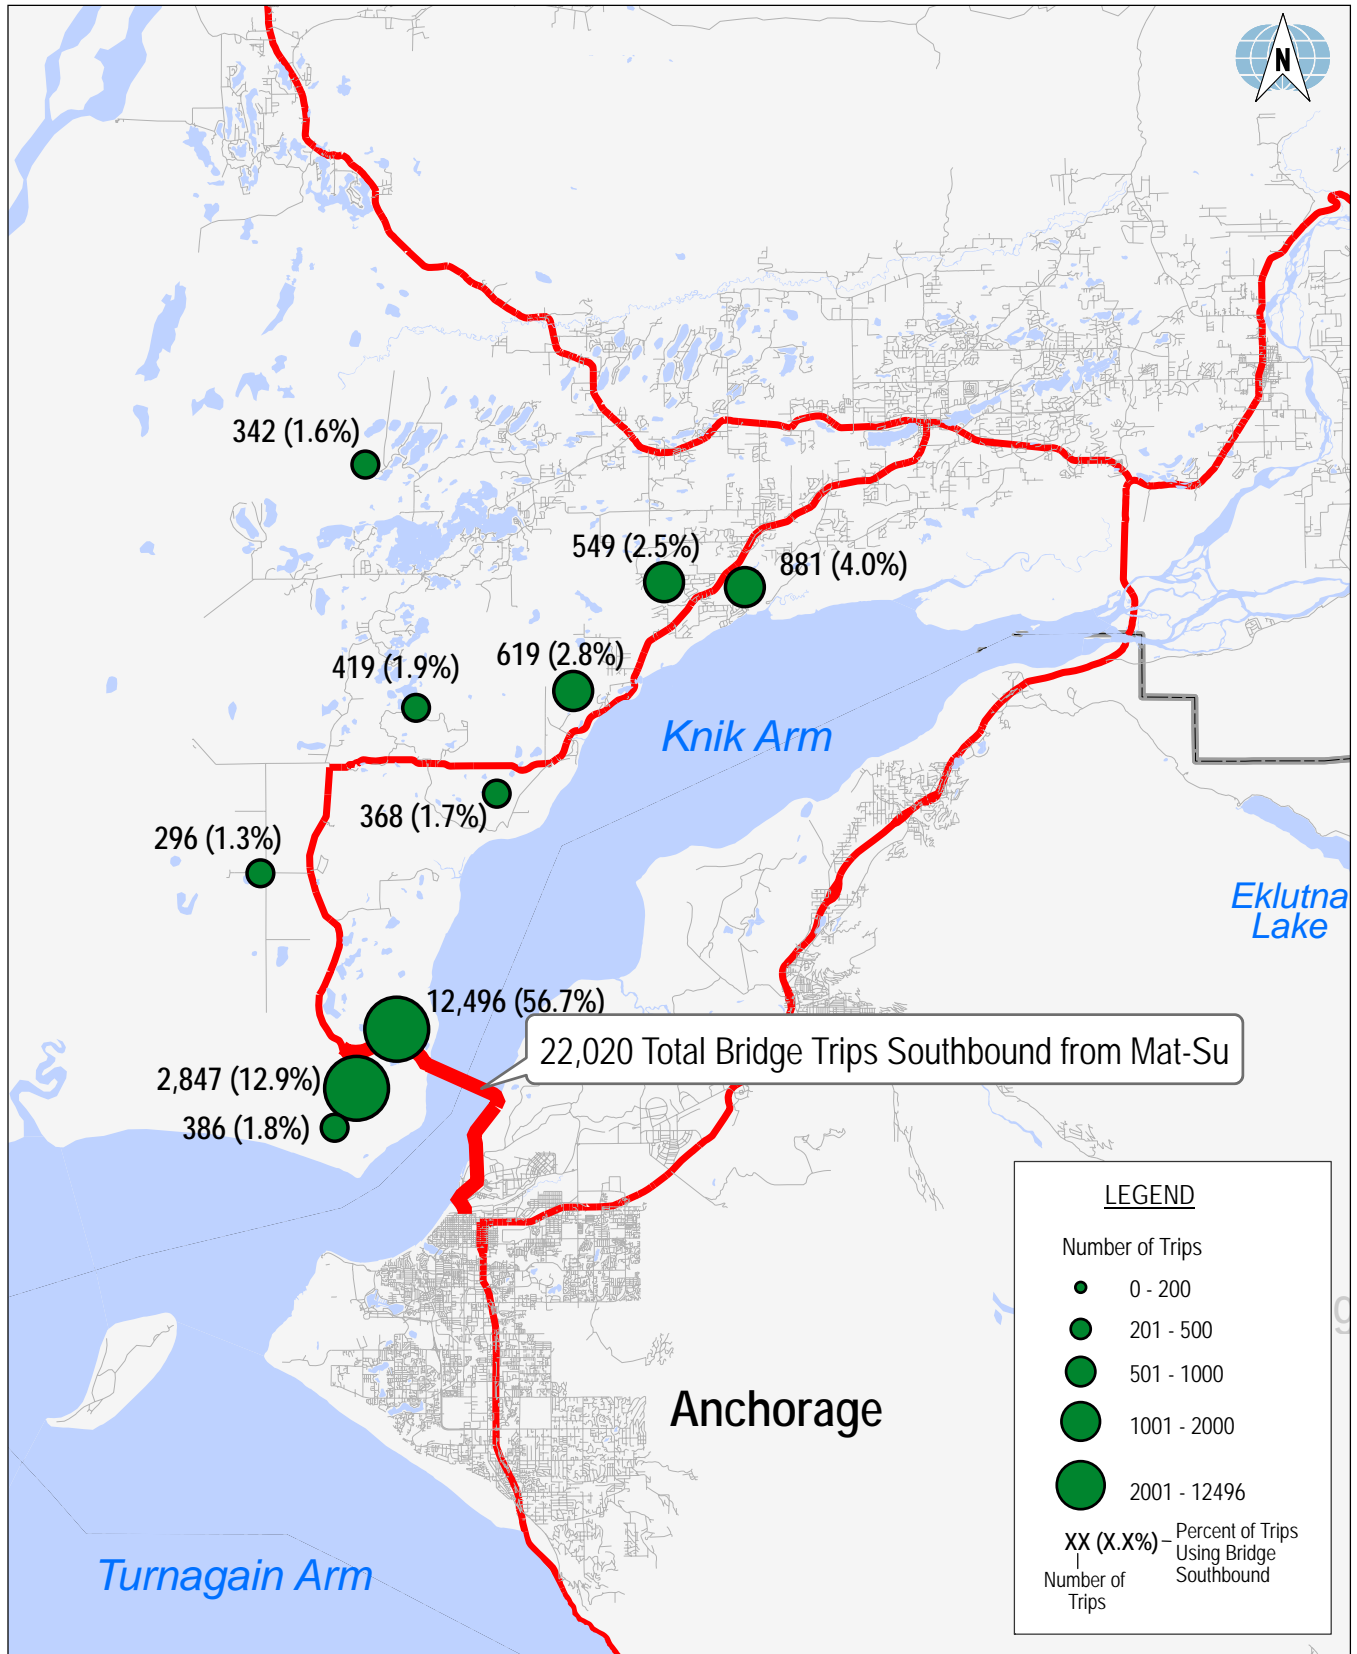 N
342 (1.6%)
549 (2.5%)
881 (4.0%)
419 (1.9%)
619 (2.8%)
Knik Arm
368 (1.7%)
296 (1.3%)
Eklutna
Lake
12,496 (56.7%)
22,020 Total Bridge Trips Southbound from Mat-Su
2,847 (12.9%)
386 (1.8%)
LEGEND
Number of Trips
0 - 200
201 - 500
501 - 1000
1001 - 2000
2001 - 12496
XX (X.X%)
Percent of Trips
Using Bridge
Southbound
Number of
Trips
Anchorage
Turnagain Arm